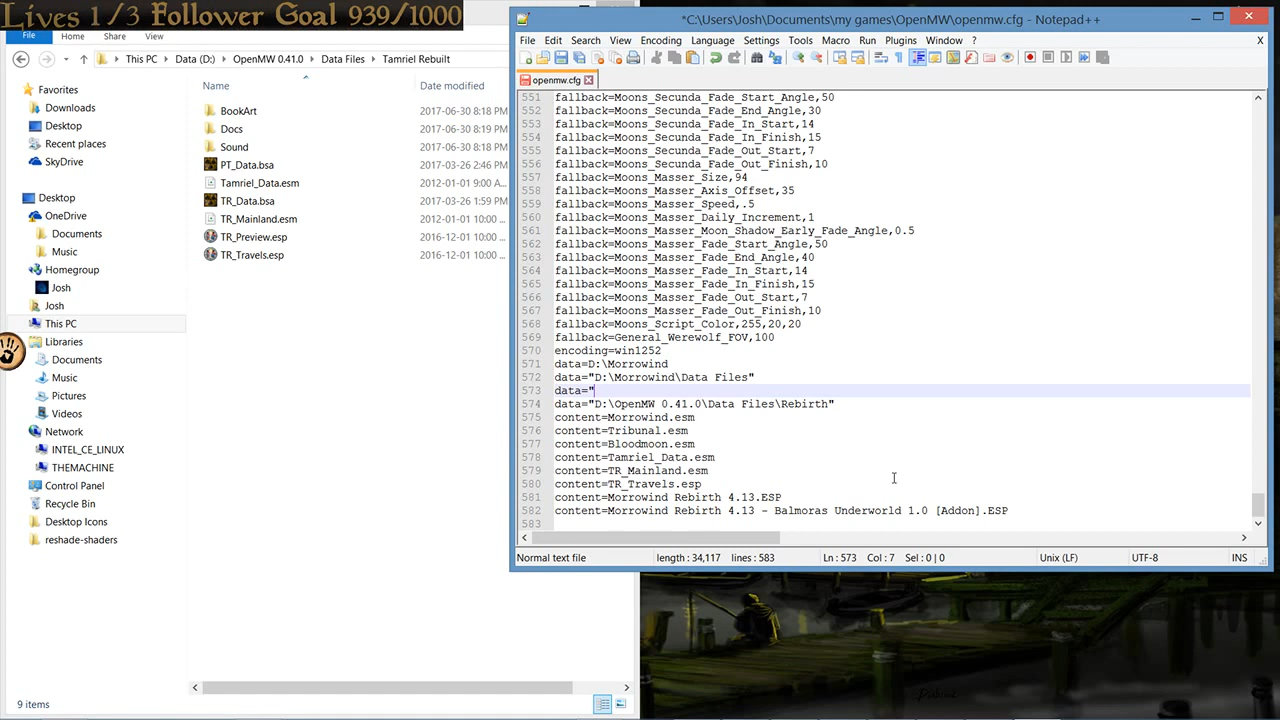 Lives 1/3 Follower Goal 939/1000
File
Home
Share
View
This PC
Data (D:)
OpenMW 0.41.0
Data Files
Tamriel Rebuilt
Name
Date modified
Favorites
Downloads
Desktop
Recent places
SkyDrive
Desktop
OneDrive
Documents
Music
Homegroup
Josh
Josh
This PC
Libraries
Documents
Music
Pictures
Videos
Network
INTEL_CE_LINUX
THEMACHINE
Control Panel
Recycle Bin
Desktop Icons
reshade-shaders
BookArt 2017-06-30 8:18 PM
Docs 2017-06-30 8:19 PM
Sound 2017-06-30 8:18 PM
PT_Data.bsa 2017-03-26 2:46 PM
Tamriel_Data.esm 2012-01-01 9:00 A...
TR_Data.bsa 2017-03-26 1:59 PM
TR_Mainland.esm 2012-01-01 10:00 ...
TR_Preview.esp 2016-12-01 10:00 ...
TR_Travels.esp 2016-12-01 10:00 ...
9 items
*C:\Users\Josh\Documents\my games\OpenMW\openmw.cfg - Notepad++
File Edit Search View Encoding Language Settings Tools Macro Run Plugins Window ? X
openmw.cfg
551 fallback=Moons_Secunda_Fade_Start_Angle,50
552 fallback=Moons_Secunda_Fade_End_Angle,30
553 fallback=Moons_Secunda_Fade_In_Start,14
554 fallback=Moons_Secunda_Fade_In_Finish,15
555 fallback=Moons_Secunda_Fade_Out_Start,7
556 fallback=Moons_Secunda_Fade_Out_Finish,10
557 fallback=Moons_Masser_Size,94
558 fallback=Moons_Masser_Axis_Offset,35
559 fallback=Moons_Masser_Speed,.5
560 fallback=Moons_Masser_Daily_Increment,1
561 fallback=Moons_Masser_Moon_Shadow_Early_Fade_Angle,0.5
562 fallback=Moons_Masser_Fade_Start_Angle,50
563 fallback=Moons_Masser_Fade_End_Angle,40
564 fallback=Moons_Masser_Fade_In_Start,14
565 fallback=Moons_Masser_Fade_In_Finish,15
566 fallback=Moons_Masser_Fade_Out_Start,7
567 fallback=Moons_Masser_Fade_Out_Finish,10
568 fallback=Moons_Script_Color,255,20,20
569 fallback=General_Werewolf_FOV,100
570 encoding=win1252
571 data=D:\Morrowind
572 data="D:\Morrowind\Data Files"
573 data="
574 data="D:\OpenMW 0.41.0\Data Files\Rebirth"
575 content=Morrowind.esm
576 content=Tribunal.esm
577 content=Bloodmoon.esm
578 content=Tamriel_Data.esm
579 content=TR_Mainland.esm
580 content=TR_Travels.esp
581 content=Morrowind Rebirth 4.13.ESP
582 content=Morrowind Rebirth 4.13 - Balmoras Underworld 1.0 [Addon].ESP
583
Normal text file length : 34,117 lines : 583 Ln : 573 Col : 7 Sel : 0 | 0 Unix (LF) UTF-8 INS